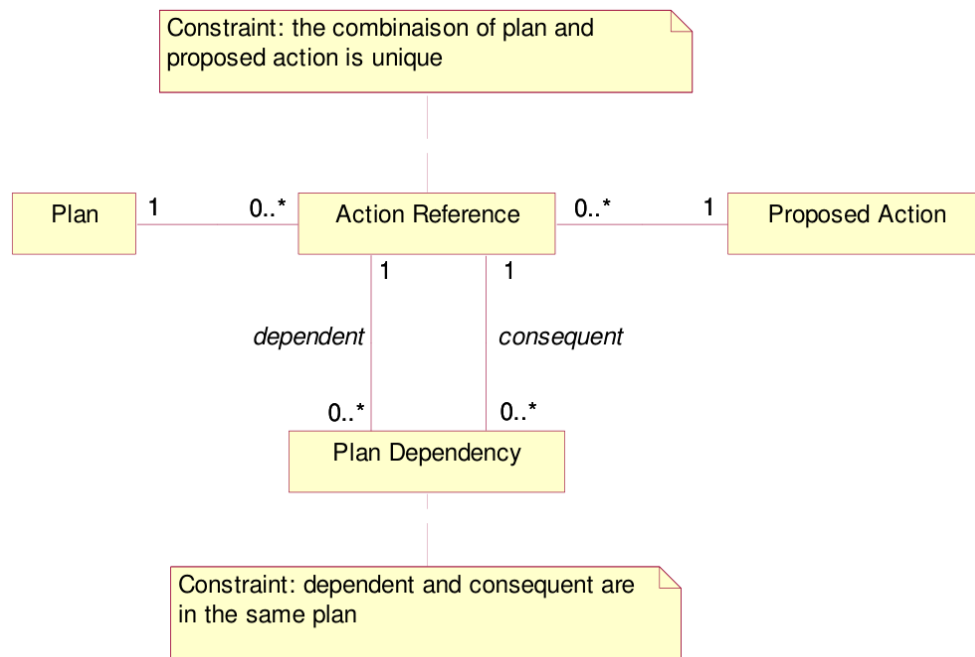 Constraint: the combinaison of plan and
proposed action is unique
Plan
1
0..*
Action Reference
0..*
1
Proposed Action
1
1
dependent
consequent
0..*
0..*
Plan Dependency
Constraint: dependent and consequent are
in the same plan